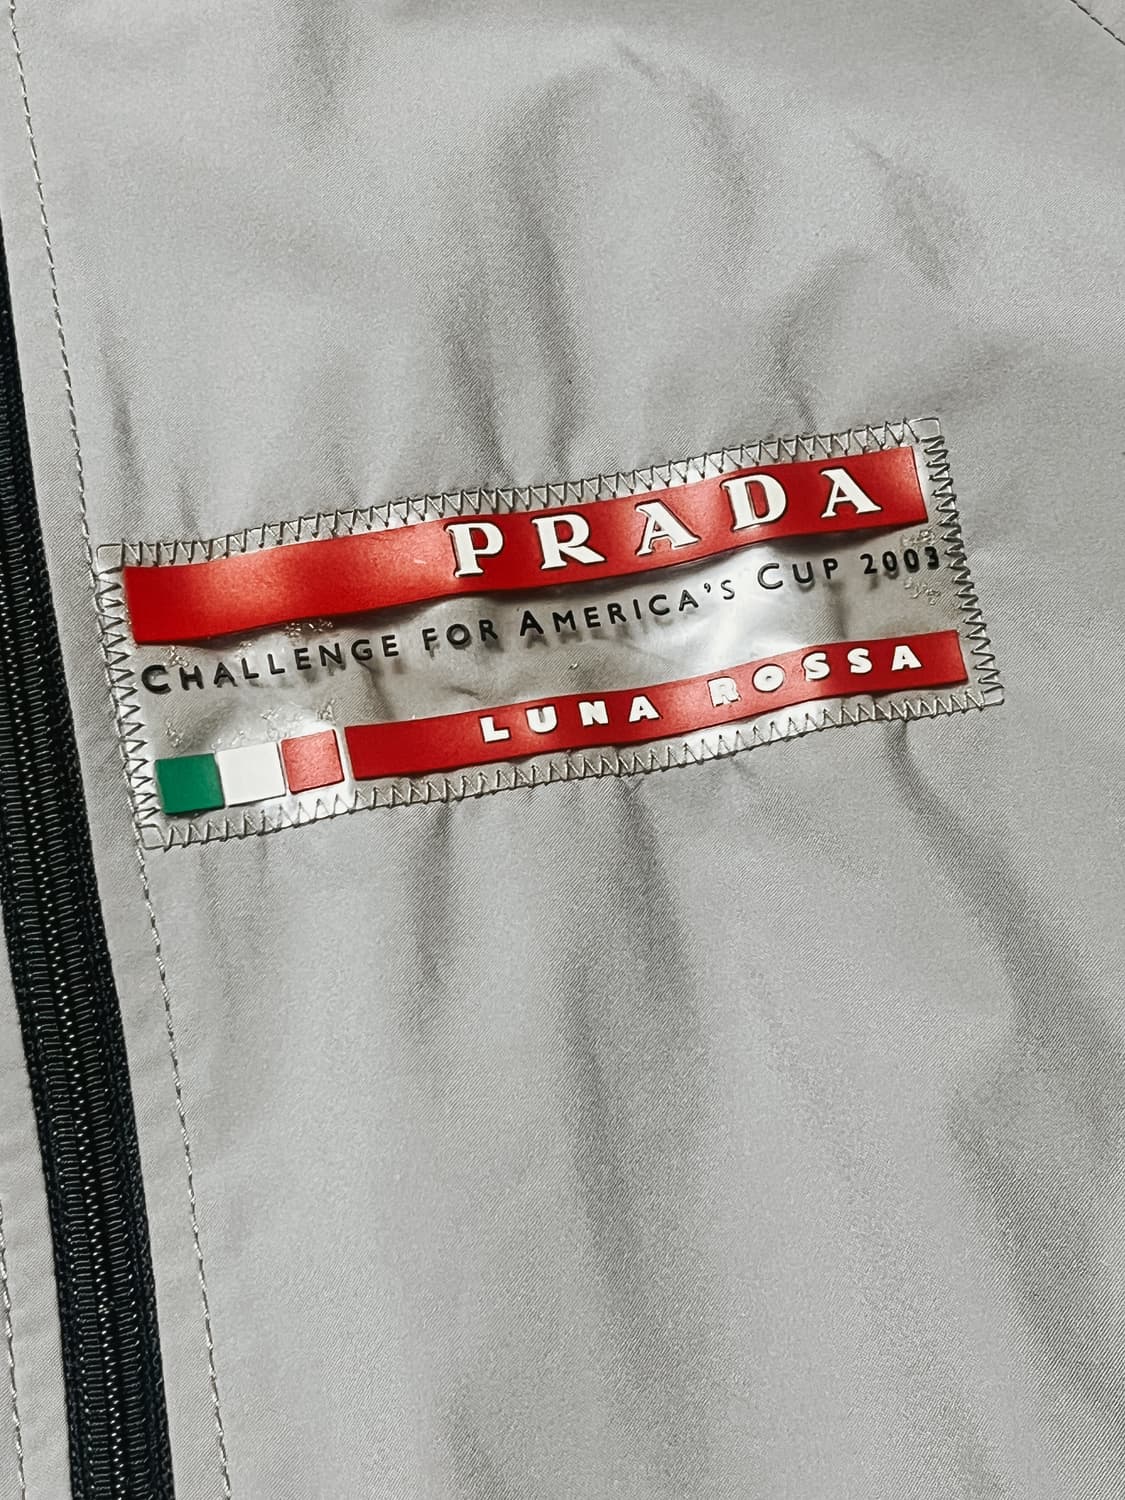 PRADA
CHALLENGE FOR AMERICA'S CUP 2003
LUNA ROSSA